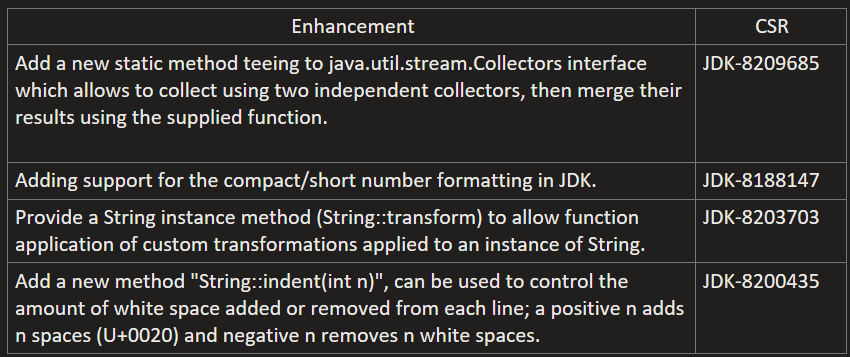 Enhancement CSR
Add a new static method teeing to java.util.stream.Collectors interface JDK-8209685
which allows to collect using two independent collectors, then merge their
results using the supplied function.
Adding support for the compact/short number formatting in JDK. JDK-8188147
Provide a String instance method (String::transform) to allow function JDK-8203703
application of custom transformations applied to an instance of String.
Add a new method "String::indent(int n)", can be used to control the JDK-8200435
amount of white space added or removed from each line; a positive n adds
n spaces (U+0020) and negative n removes n white spaces.